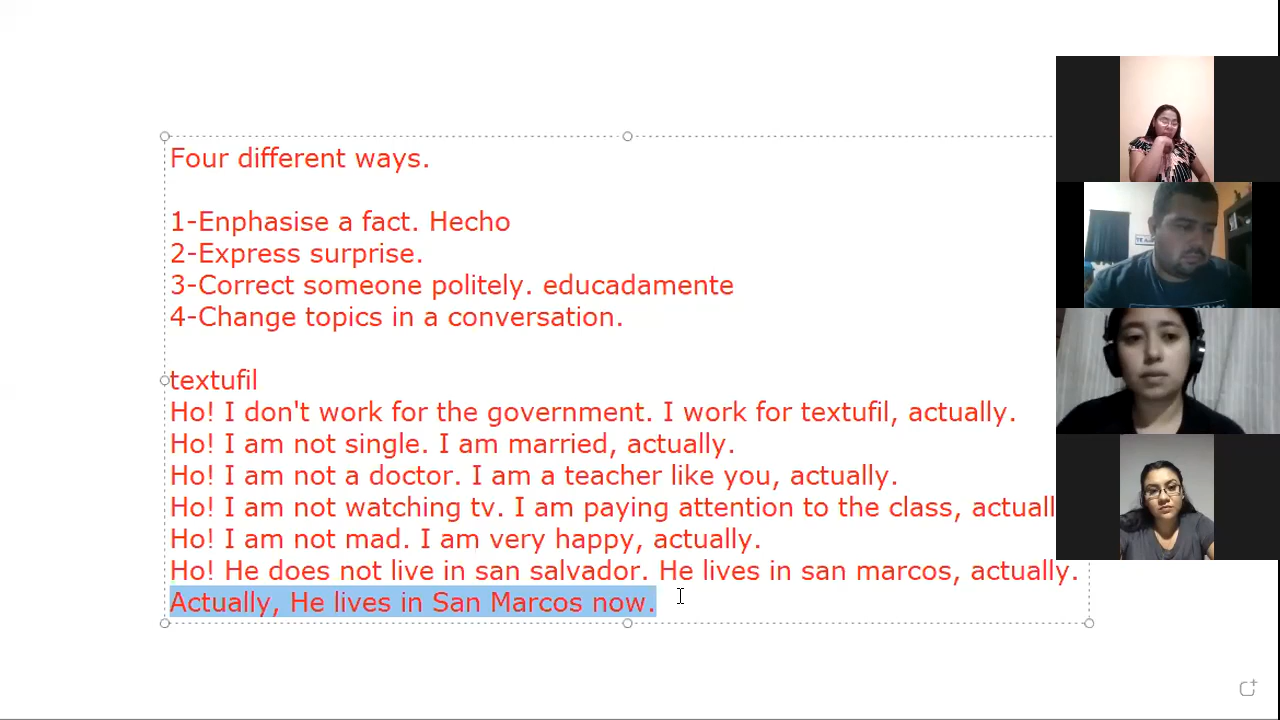 Four different ways.
1-Enphasise a fact. Hecho
2-Express surprise.
3-Correct someone politely. educadamente
4-Change topics in a conversation.
textufil
Ho! I don't work for the government. I work for textufil, actually.
Ho! I am not single. I am married, actually.
Ho! I am not a doctor. I am a teacher like you, actually.
Ho! I am not watching tv. I am paying attention to the class, actuall
Ho! I am not mad. I am very happy, actually.
Ho! He does not live in san salvador. He lives in san marcos, actually.
Actually, He lives in San Marcos now.